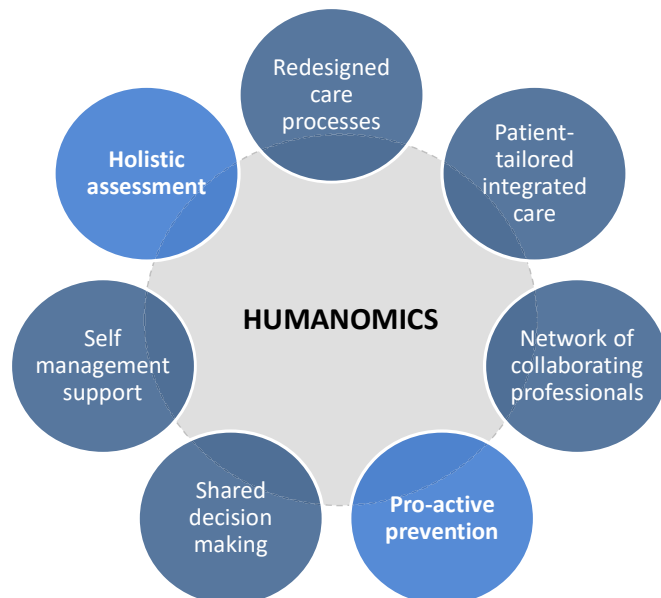 Redesigned
care
processes
Patient-
tailored
integrated
care
Network of
collaborating
professionals
Pro-active
prevention
Shared
decision
making
Self
management
support
Holistic
assessment
HUMANOMICS